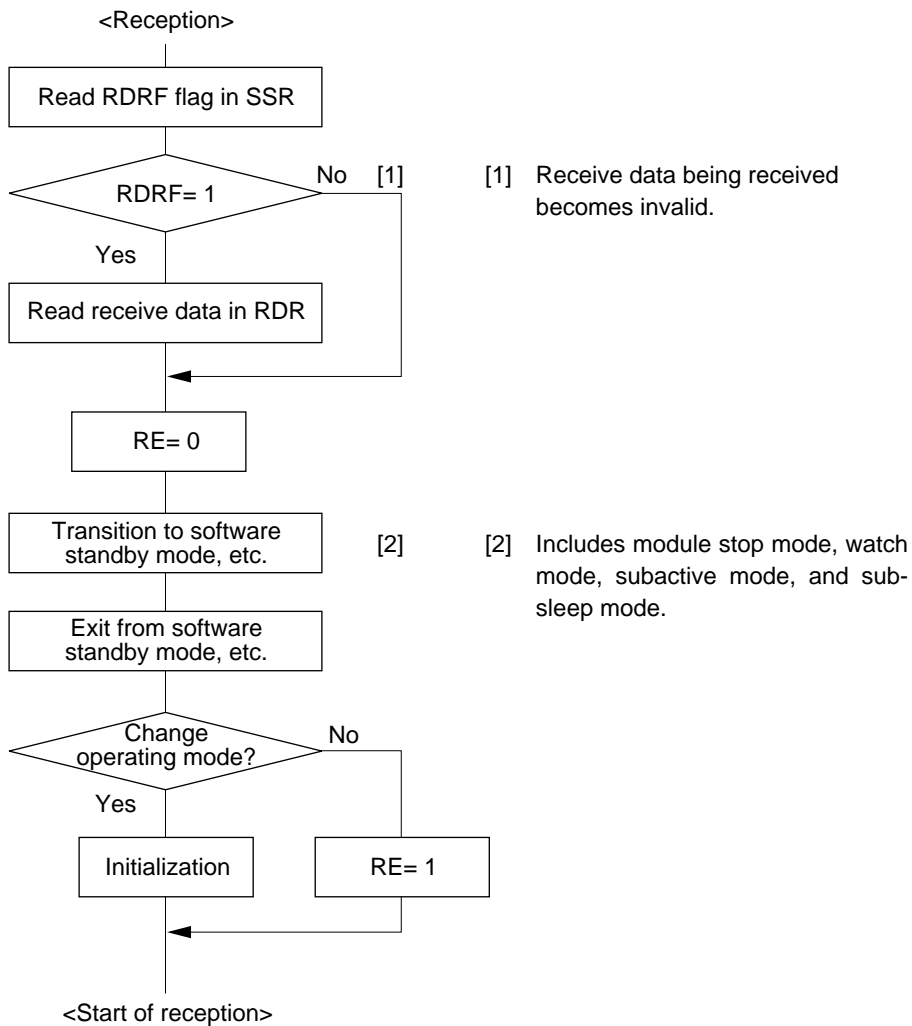 <Reception>
Read RDRF flag in SSR
RDRF= 1
No [1]
[1] Receive data being received
becomes invalid.
Yes
Read receive data in RDR
RE= 0
Transition to software
standby mode, etc.
[2]
[2] Includes module stop mode, watch
mode, subactive mode, and sub-
sleep mode.
Exit from software
standby mode, etc.
Change
operating mode?
No
Yes
Initialization
RE= 1
<Start of reception>